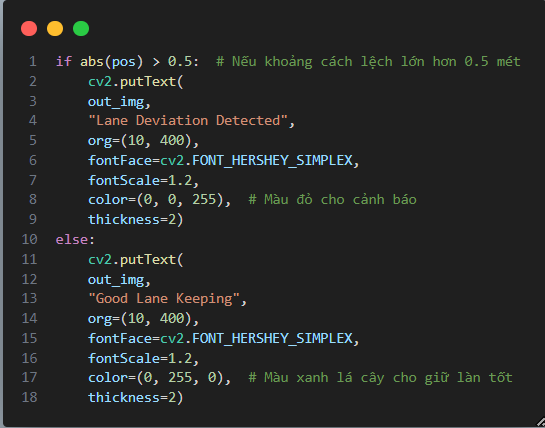 1 if abs(pos) > 0.5:  # Nếu khoảng cách lệch lớn hơn 0.5 mét
2     cv2.putText(
3     out_img,
4     "Lane Deviation Detected",
5     org=(10, 400),
6     fontFace=cv2.FONT_HERSHEY_SIMPLEX,
7     fontScale=1.2,
8     color=(0, 0, 255),  # Màu đỏ cho cảnh báo
9     thickness=2)
10 else:
11     cv2.putText(
12     out_img,
13     "Good Lane Keeping",
14     org=(10, 400),
15     fontFace=cv2.FONT_HERSHEY_SIMPLEX,
16     fontScale=1.2,
17     color=(0, 255, 0),  # Màu xanh lá cây cho giữ làn tốt
18     thickness=2)